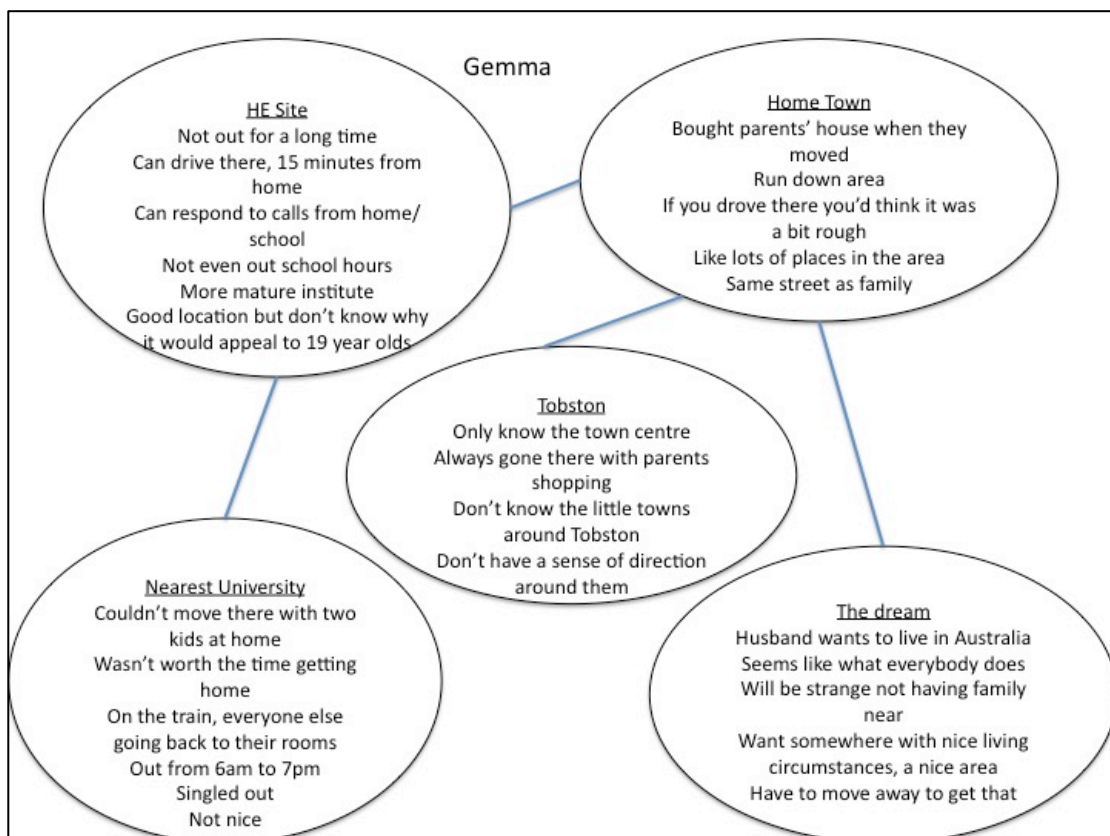 Gemma
HE Site
Not out for a long time
Can drive there, 15 minutes from
home
Can respond to calls from home/
school
Not even out school hours
More mature institute
Good location but don't know why
it would appeal to 19 year olds
Home Town
Bought parents' house when they
moved
Run down area
If you drove there you'd think it was
a bit rough
Like lots of places in the area
Same street as family
Tobston
Only know the town centre
Always gone there with parents
shopping
Don't know the little towns
around Tobston
Don't have a sense of direction
around them
Nearest University
Couldn't move there with two
kids at home
Wasn't worth the time getting
home
On the train, everyone else
going back to their rooms
Out from 6am to 7pm
Singled out
Not nice
The dream
Husband wants to live in Australia
Seems like what everybody does
Will be strange not having family
near
Want somewhere with nice living
circumstances, a nice area
Have to move away to get that